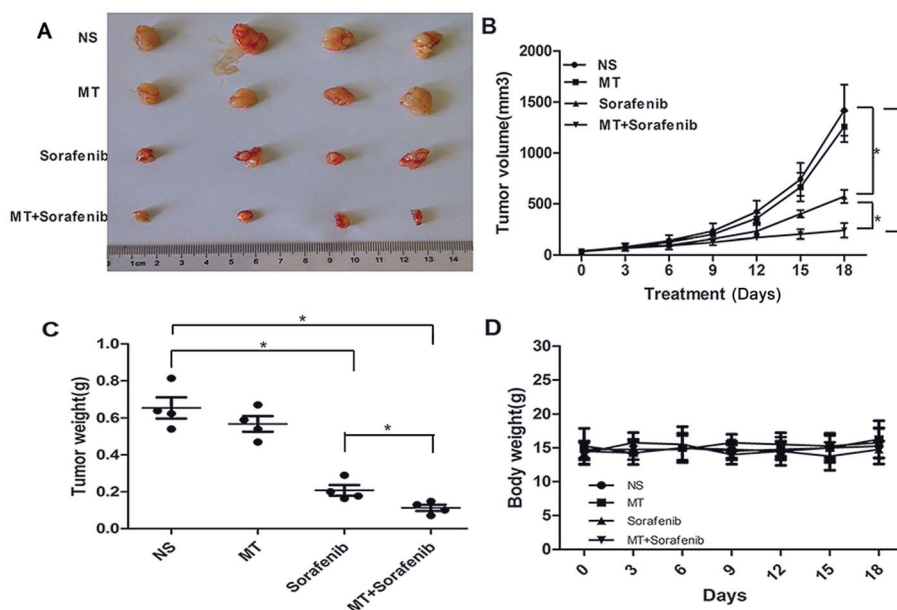 A
NS
MT
Sorafenib
MT+Sorafenib
0 1cm 2 3 4 5 6 7 8 9 10 11 12 13 14
B
2000
1500
1000
500
0
Tumor volume(mm3)
NS
MT
Sorafenib
MT+Sorafenib
*
*
0 3 6 9 12 15 18
Treatment (Days)
C
1.0
0.8
0.6
0.4
0.2
0.0
Tumor weight(g)
*
*
*
NS
MT
Sorafenib
MT+Sorafenib
D
30
25
20
15
10
5
0
Body weight(g)
NS
MT
Sorafenib
MT+Sorafenib
0 3 6 9 12 15 18
Days